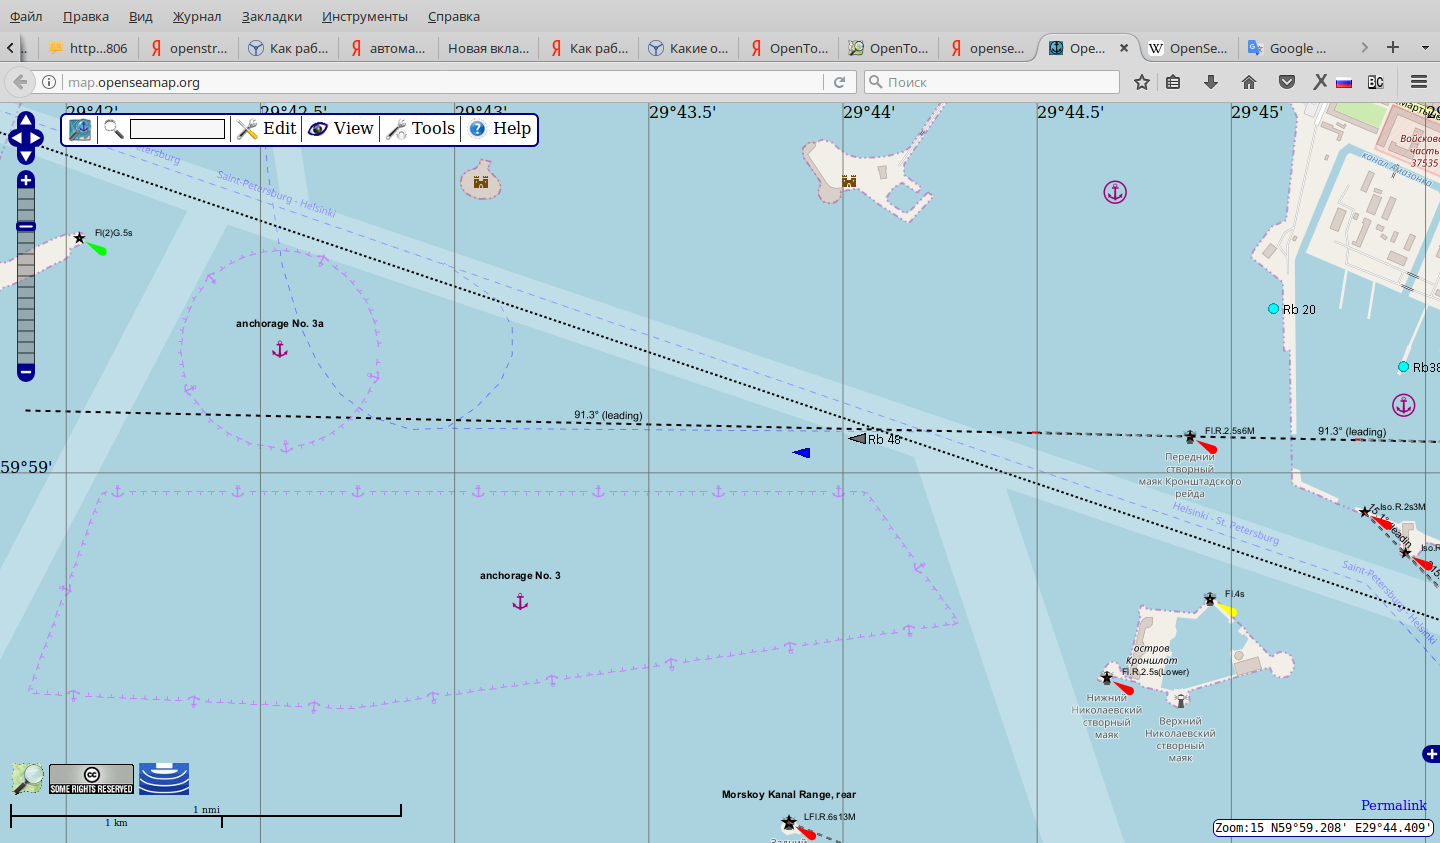 Файл Правка Вид Журнал Закладки Инструменты Справка
http...806 openstr... Как раб... автома... Новая вкла... Как раб... Какие о... OpenTo... OpenTo... opense... Ope... OpenSe... Google ...
map.openseamap.org Поиск
29°42' 29°42.5' 29°43' 29°43.5' 29°44' 29°44.5' 29°45'
Edit View Tools Help
Войско
часть
37535
канал Амазонка
Saint-Petersburg - Helsinki
Fl(2)G.5s
Rb 20
anchorage No. 3a
Rb38
91.3° (leading)
Rb 48
Fl.R.2.5s6M
91.3° (leading)
59°59'
Передний
створный
маяк Кронштадского
рейда
Helsinki - St. Petersburg
Iso.R.2s3M
anchorage No. 3
Saint-Petersburg - Helsinki
Fl.4s
остров
Кроншлот
Fl.R.2.5s(Lower)
Нижний
Николаевский
створный
маяк
Верхний
Николаевский
створный
маяк
SOME RIGHTS RESERVED
Morskoy Kanal Range, rear
LFl.R.6s13M
1 nmi
1 km
Permalink
Zoom:15 N59°59.208' E29°44.409'